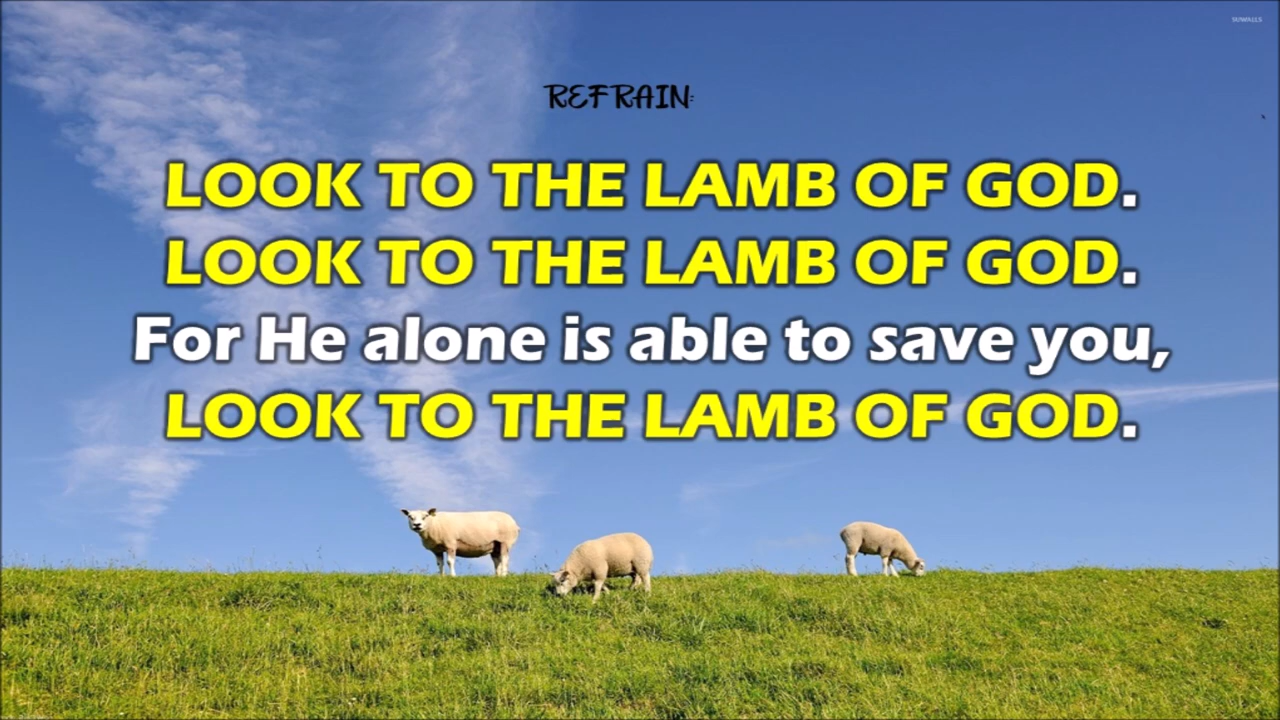 REFRAIN:
LOOK TO THE LAMB OF GOD.
LOOK TO THE LAMB OF GOD.
For He alone is able to save you,
LOOK TO THE LAMB OF GOD.